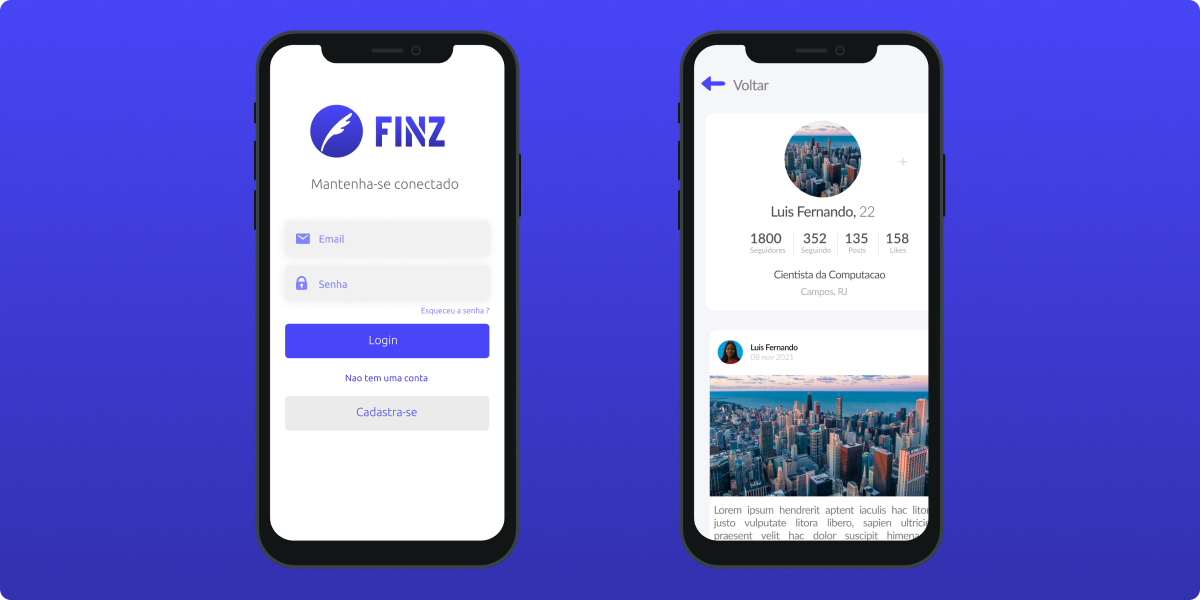 FINZ
Mantenha-se conectado
Email
Senha
Esqueceu a senha ?
Login
Nao tem uma conta
Cadastra-se
Voltar
+
Luis Fernando, 22
1800 352 135 158
Seguidores Seguindo Posts Likes
Cientista da Computacao
Campos, RJ
Luis Fernando
08 nov 2021
Lorem ipsum hendrerit aptent iaculis hac litor
justo vulputate litora libero, sapien ultricie
praesent velit hac dolor suscipit himena